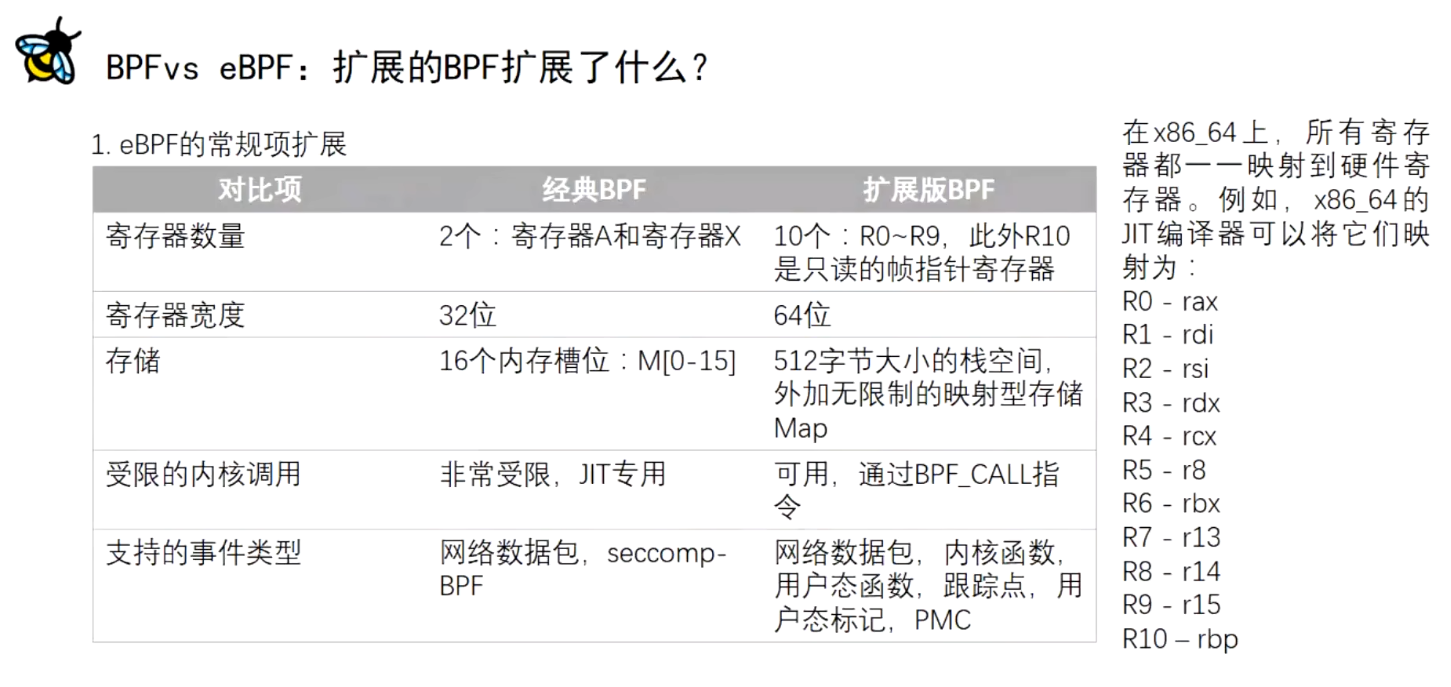 BPFvs eBPF：扩展的BPF扩展了什么？
1. eBPF的常规项扩展
对比项 经典BPF 扩展版BPF
寄存器数量 2个：寄存器A和寄存器X 10个：R0~R9，此外R10
是只读的帧指针寄存器
寄存器宽度 32位 64位
存储 16个内存槽位：M[0-15] 512字节大小的栈空间，
外加无限制的映射型存储
Map
受限的内核调用 非常受限，JIT专用 可用，通过BPF_CALL指
令
支持的事件类型 网络数据包，seccomp- 网络数据包，内核函数，
BPF 用户态函数，跟踪点，用
户态标记，PMC
在x86_64上，所有寄存
器都一一映射到硬件寄
存器。例如，x86_64的
JIT编译器可以将它们映
射为：
R0 - rax
R1 - rdi
R2 - rsi
R3 - rdx
R4 - rcx
R5 - r8
R6 - rbx
R7 - r13
R8 - r14
R9 - r15
R10 – rbp